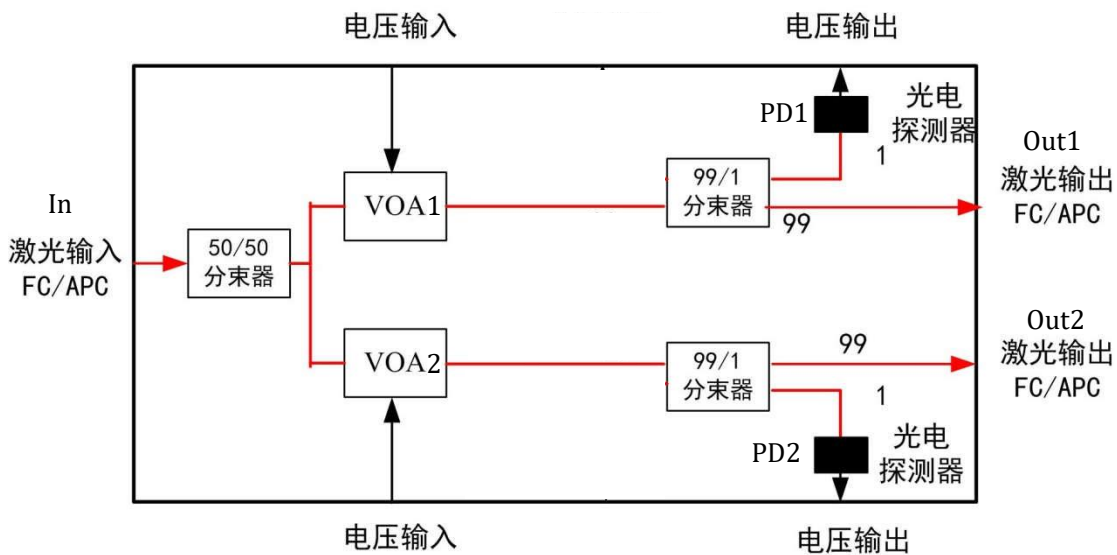 电压输入
电压输出
PD1
光电
探测器
1
Out1
激光输出
FC/APC
In
激光输入
FC/APC
50/50
分束器
VOA1
99/1
分束器
99
VOA2
99/1
分束器
99
1
Out2
激光输出
FC/APC
PD2
光电
探测器
电压输入
电压输出